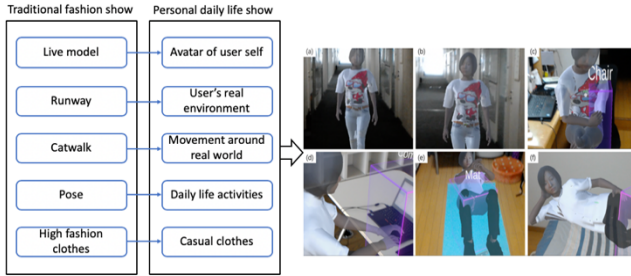 Traditional fashion show
Personal daily life show
Live model
Avatar of user self
Runway
User's real
environment
Catwalk
Movement around
real world
Pose
Daily life activities
High fashion
clothes
Casual clothes
(a)
(b)
(c)
Chair
(d)
(e)
Mat
(f)